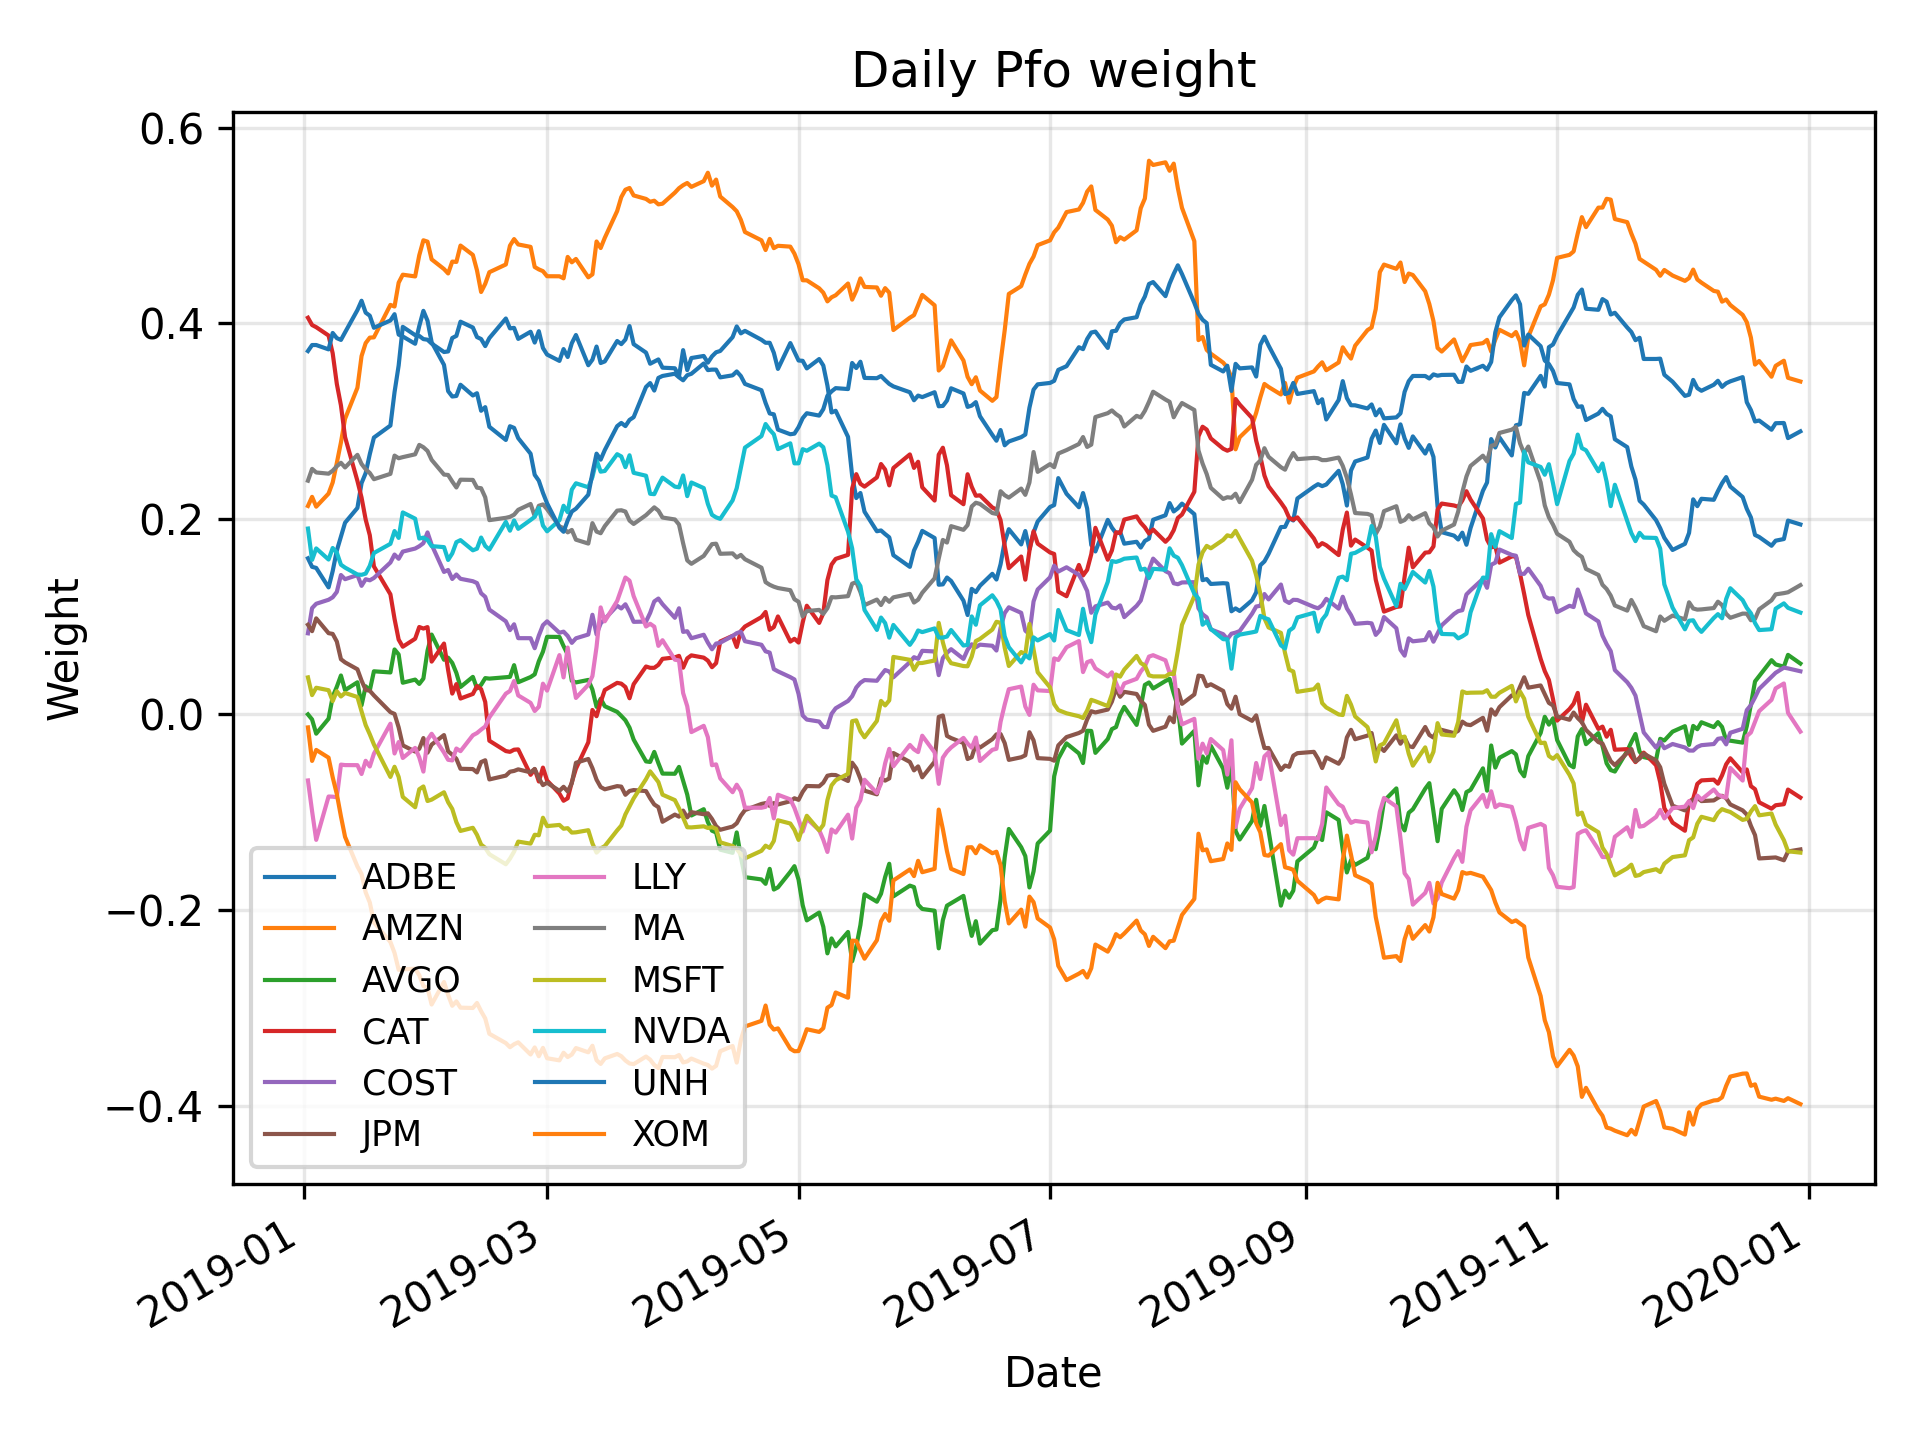 Daily Pfo weight
0.6
0.4
0.2
0.0
−0.2
−0.4
Weight
ADBE
AMZN
AVGO
CAT
COST
JPM
LLY
MA
MSFT
NVDA
UNH
XOM
2019-01
2019-03
2019-05
2019-07
2019-09
2019-11
2020-01
Date